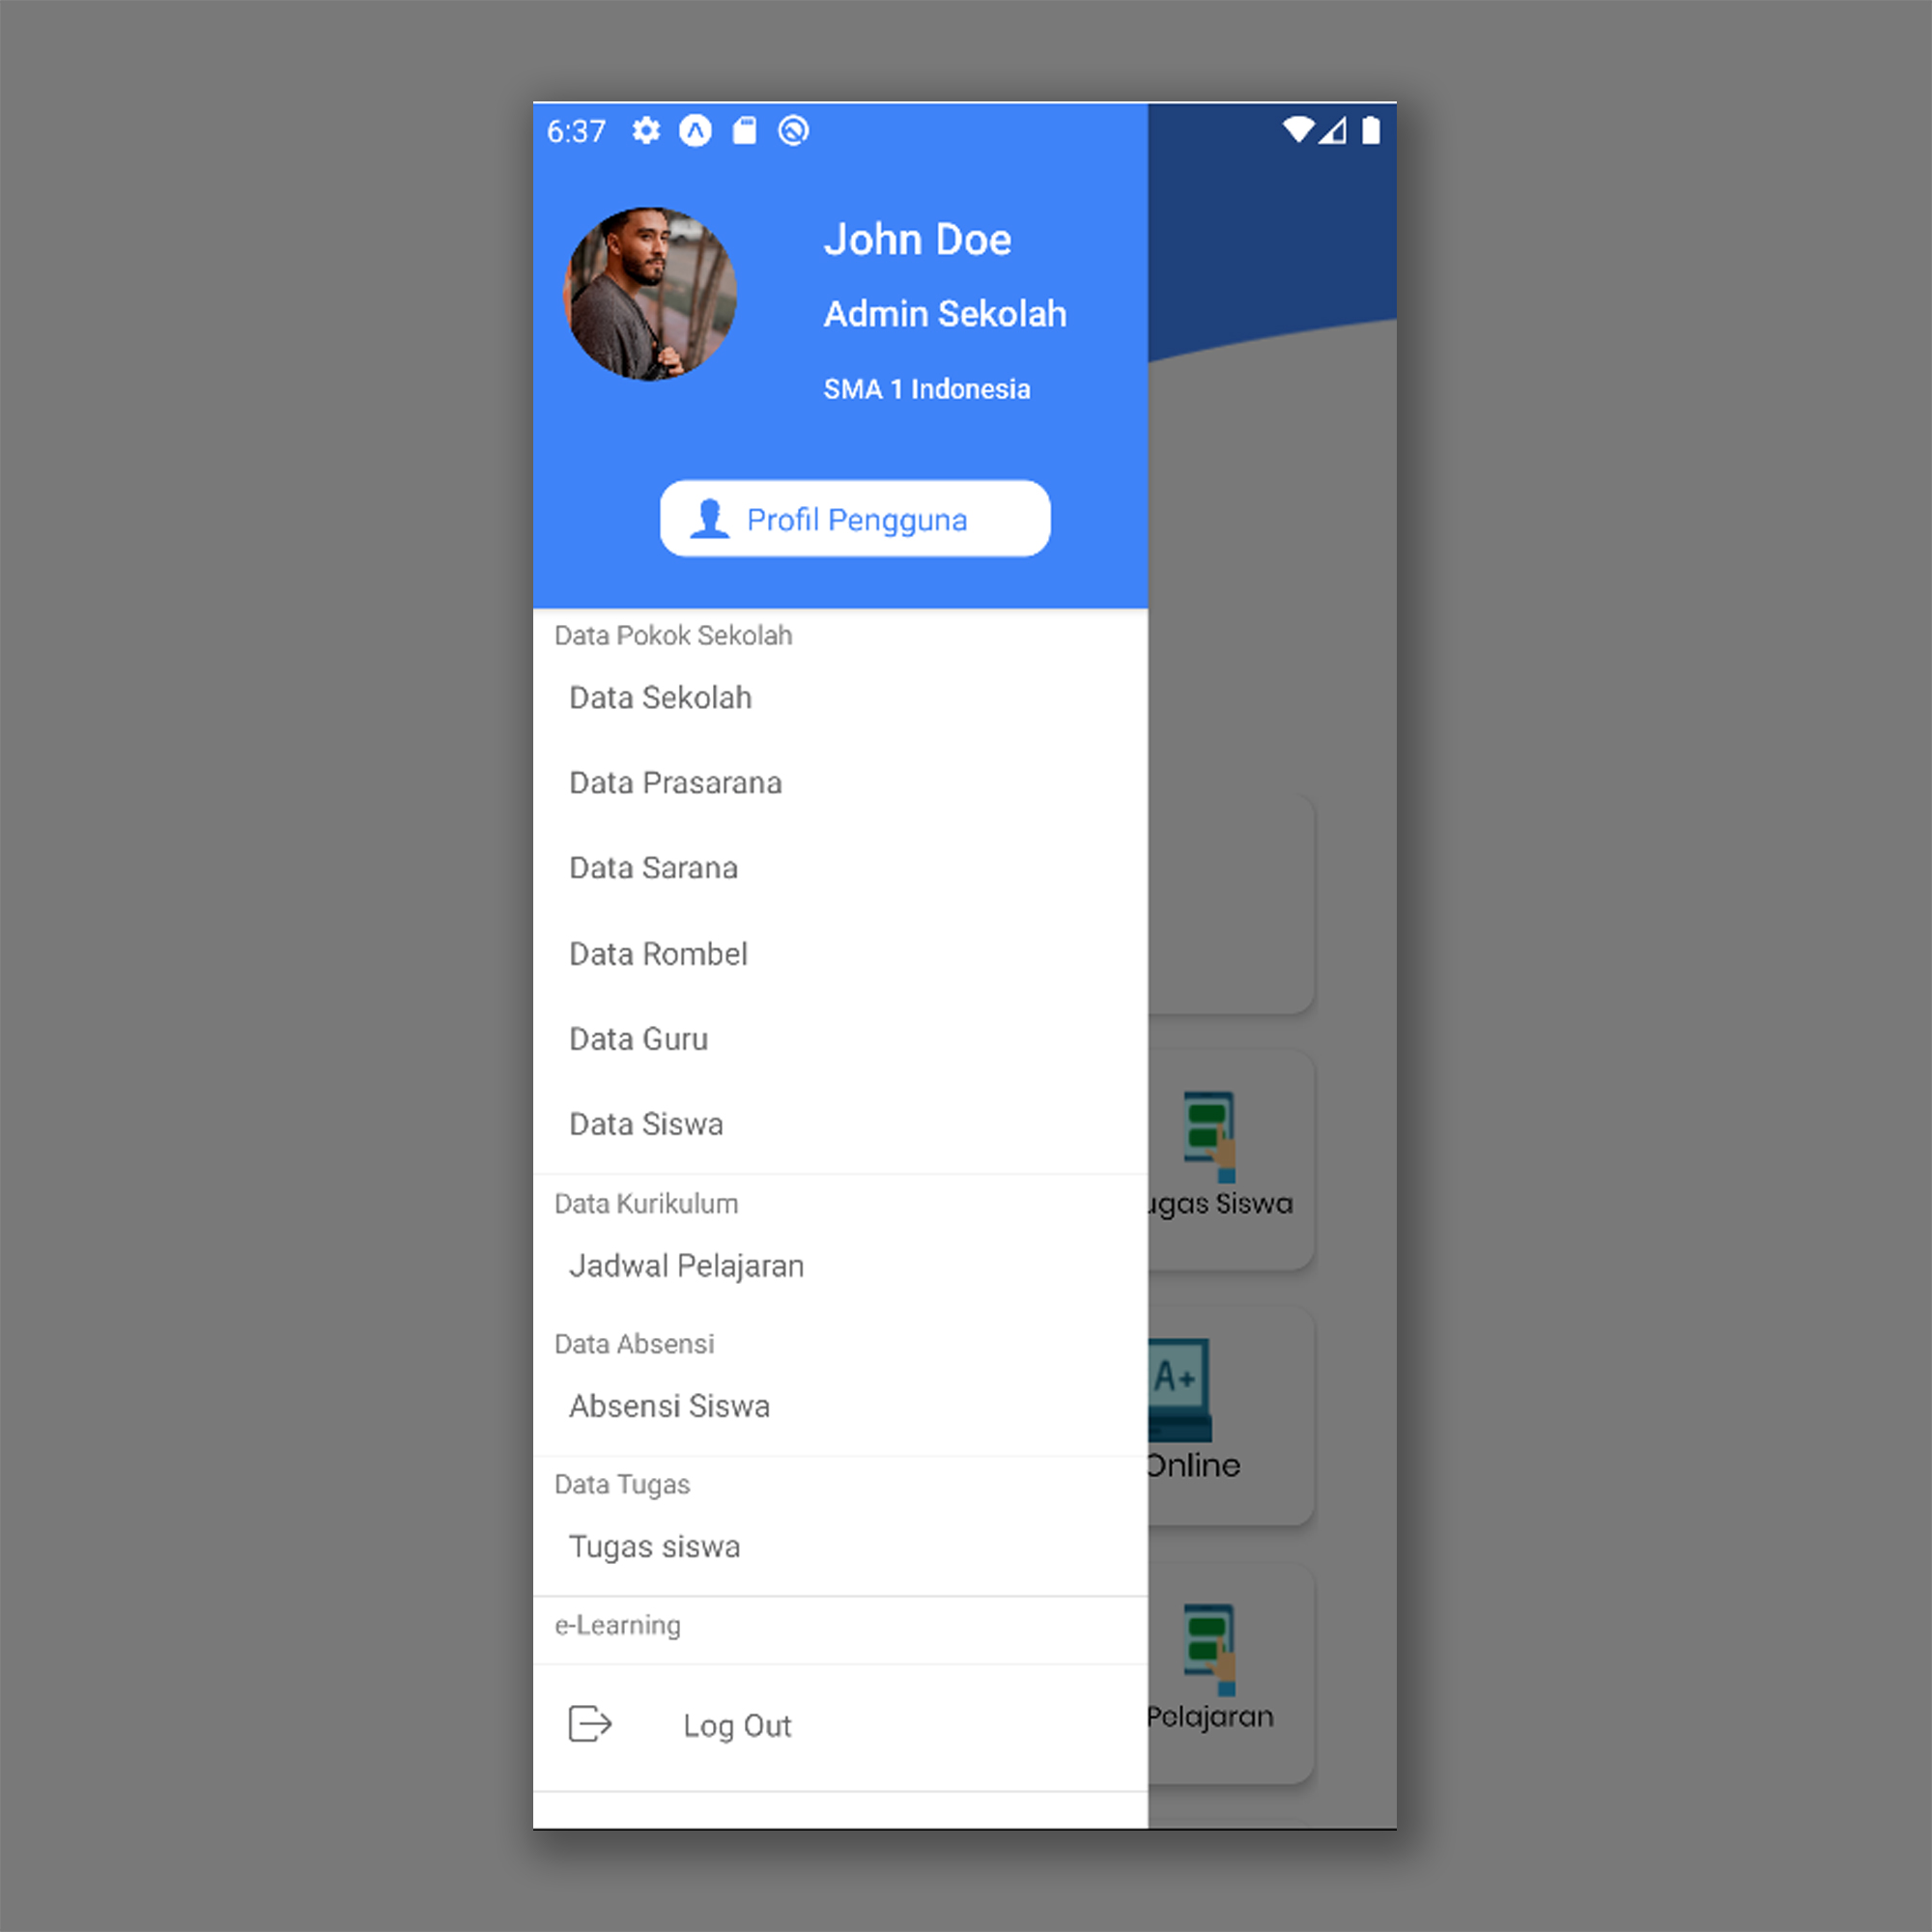 6:37
John Doe
Admin Sekolah
SMA 1 Indonesia
Profil Pengguna
Data Pokok Sekolah
Data Sekolah
Data Prasarana
Data Sarana
Data Rombel
Data Guru
Data Siswa
Data Kurikulum
Jadwal Pelajaran
Data Absensi
Absensi Siswa
Data Tugas
Tugas siswa
e-Learning
Log Out
ugas Siswa
A+
Online
Pelajaran